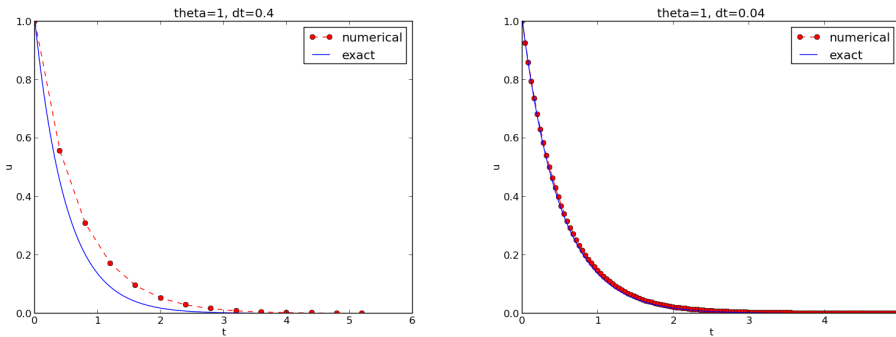 theta=1, dt=0.4
numerical
exact
1.0
0.8
0.6
0.4
0.2
0.0
u
0 1 2 3 4 5 6
t
theta=1, dt=0.04
numerical
exact
1.0
0.8
0.6
0.4
0.2
0.0
u
0 1 2 3 4
t